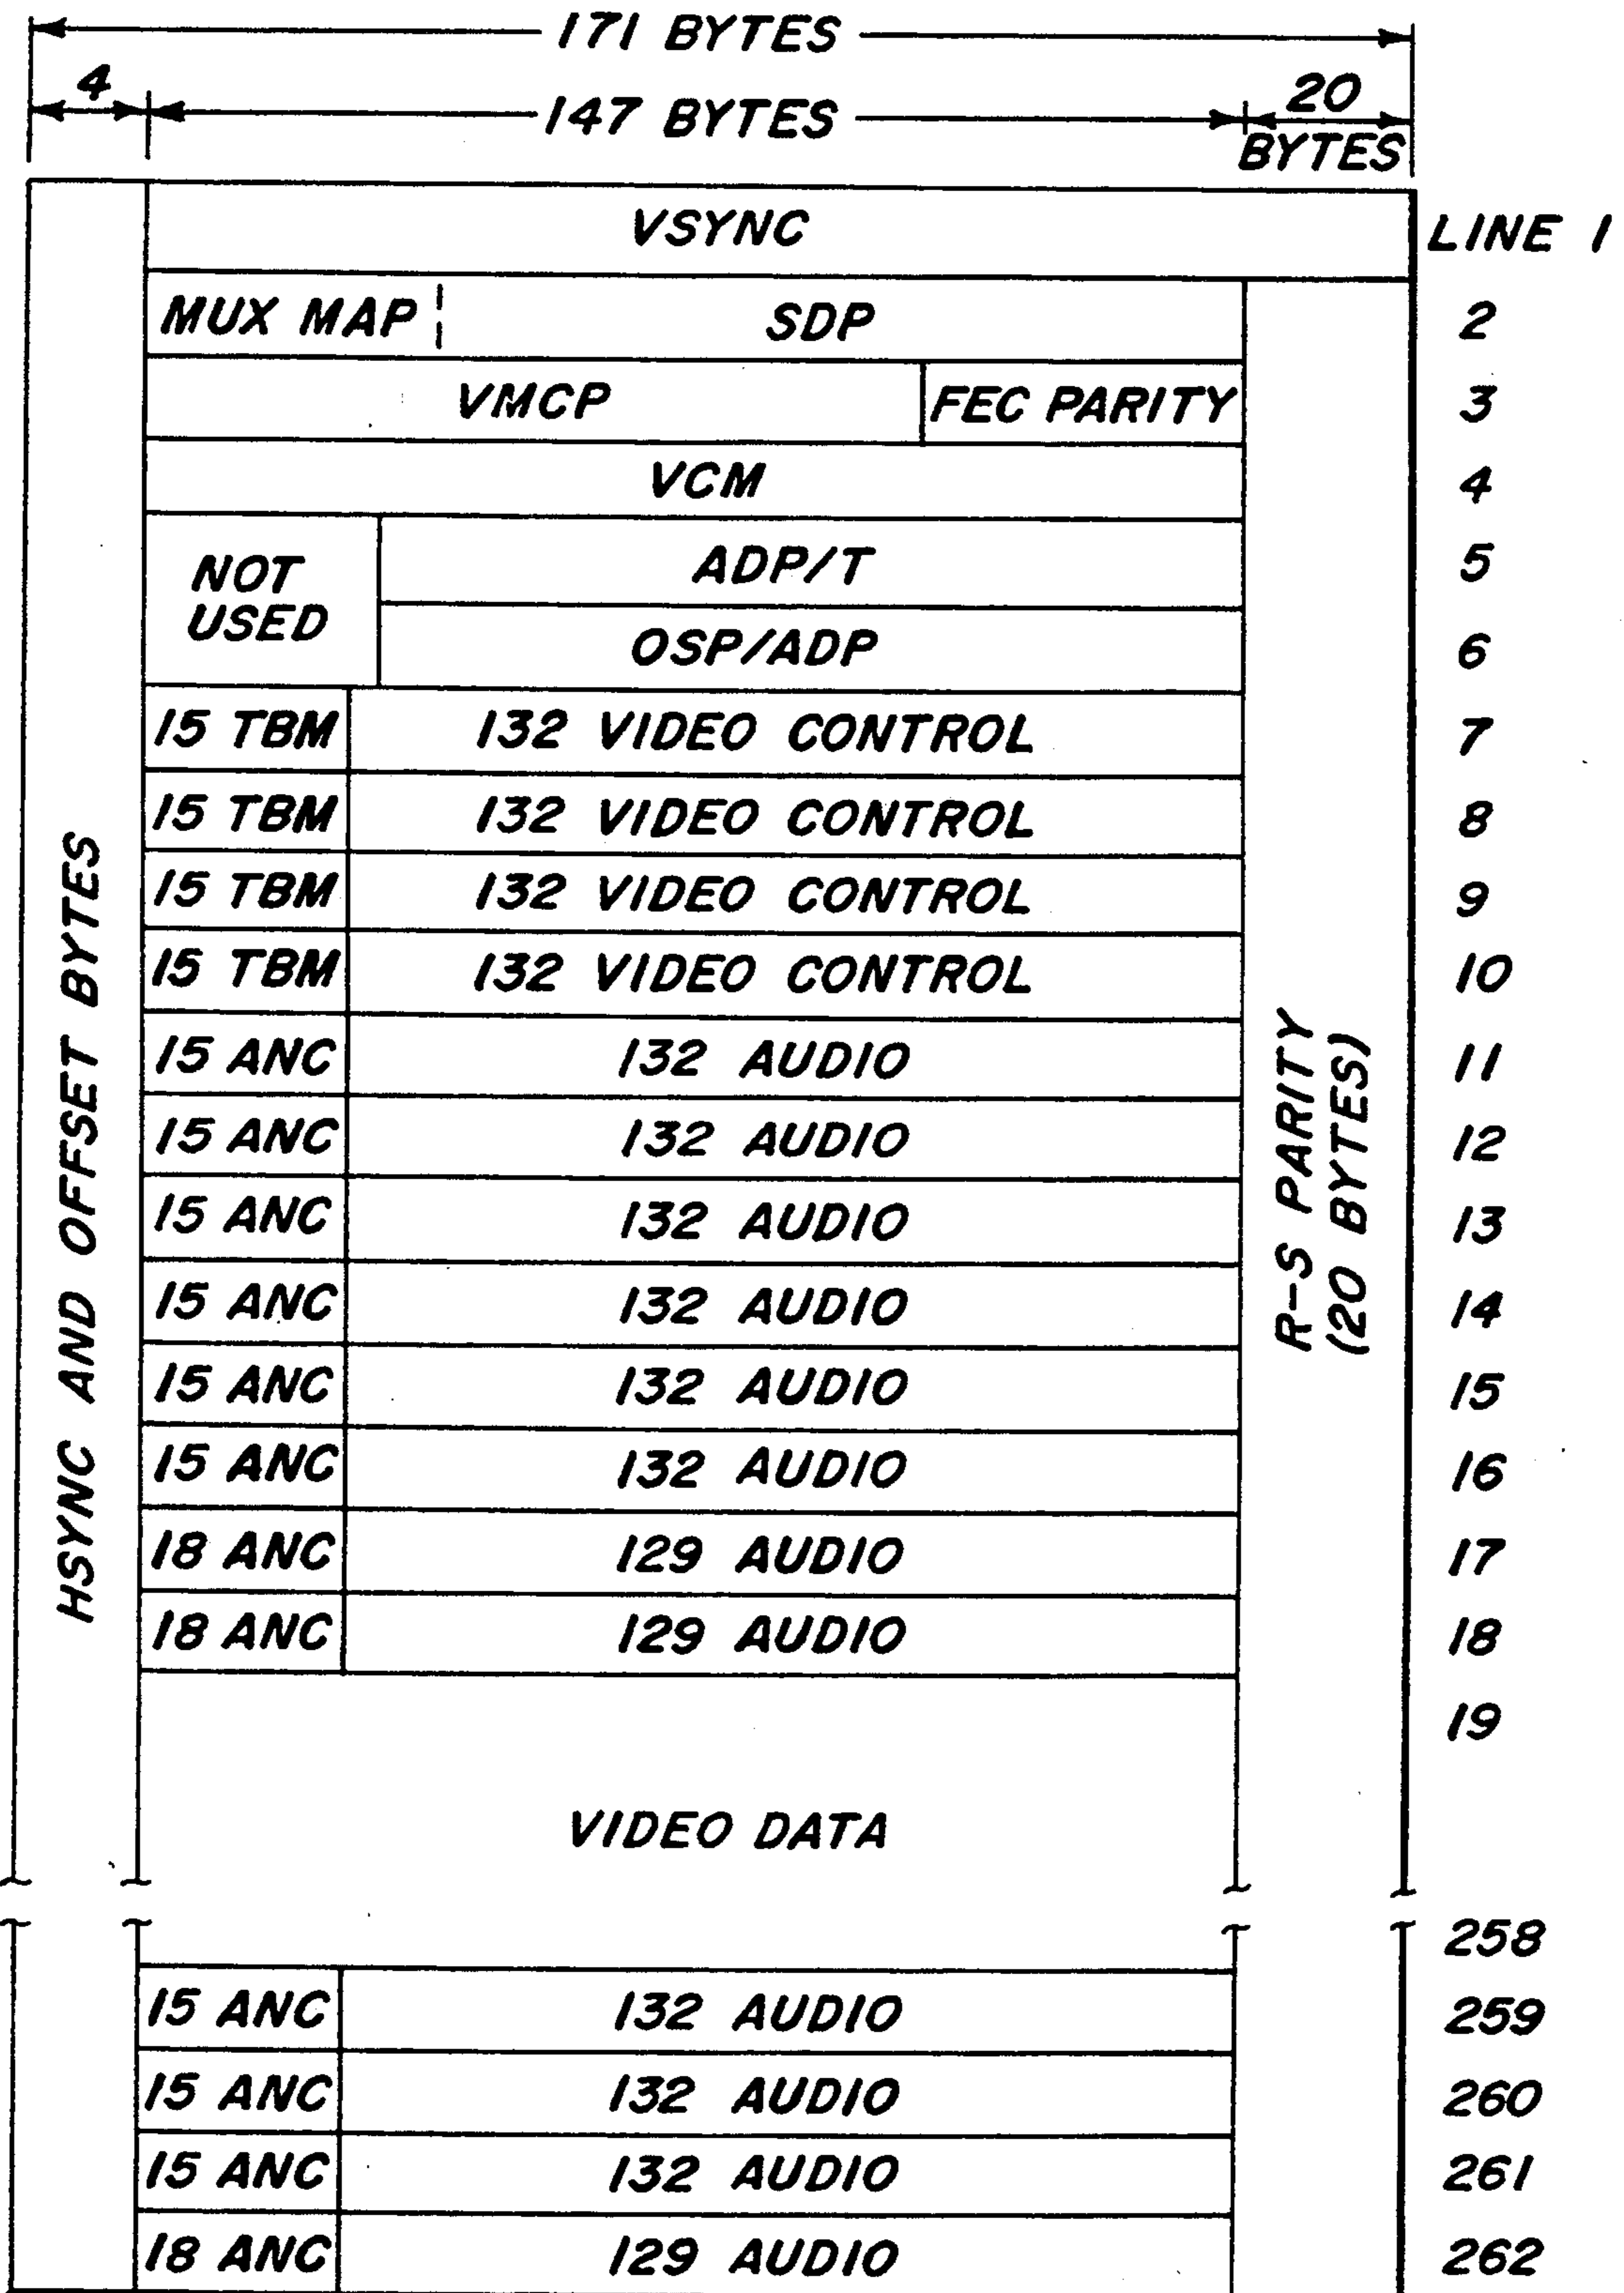 171 BYTES
4
147 BYTES
20
BYTES
VSYNC LINE 1
MUX MAP SDP 2
VMCP FEC PARITY 3
VCM 4
NOT
USED
ADP/T 5
OSP/ADP 6
15 TBM 132 VIDEO CONTROL 7
15 TBM 132 VIDEO CONTROL 8
15 TBM 132 VIDEO CONTROL 9
15 TBM 132 VIDEO CONTROL 10
15 ANC 132 AUDIO 11
15 ANC 132 AUDIO 12
15 ANC 132 AUDIO 13
15 ANC 132 AUDIO 14
15 ANC 132 AUDIO 15
15 ANC 132 AUDIO 16
18 ANC 129 AUDIO 17
18 ANC 129 AUDIO 18
19
VIDEO DATA
258
15 ANC 132 AUDIO 259
15 ANC 132 AUDIO 260
15 ANC 132 AUDIO 261
18 ANC 129 AUDIO 262
HSYNC AND OFFSET BYTES
R-S PARITY
(20 BYTES)